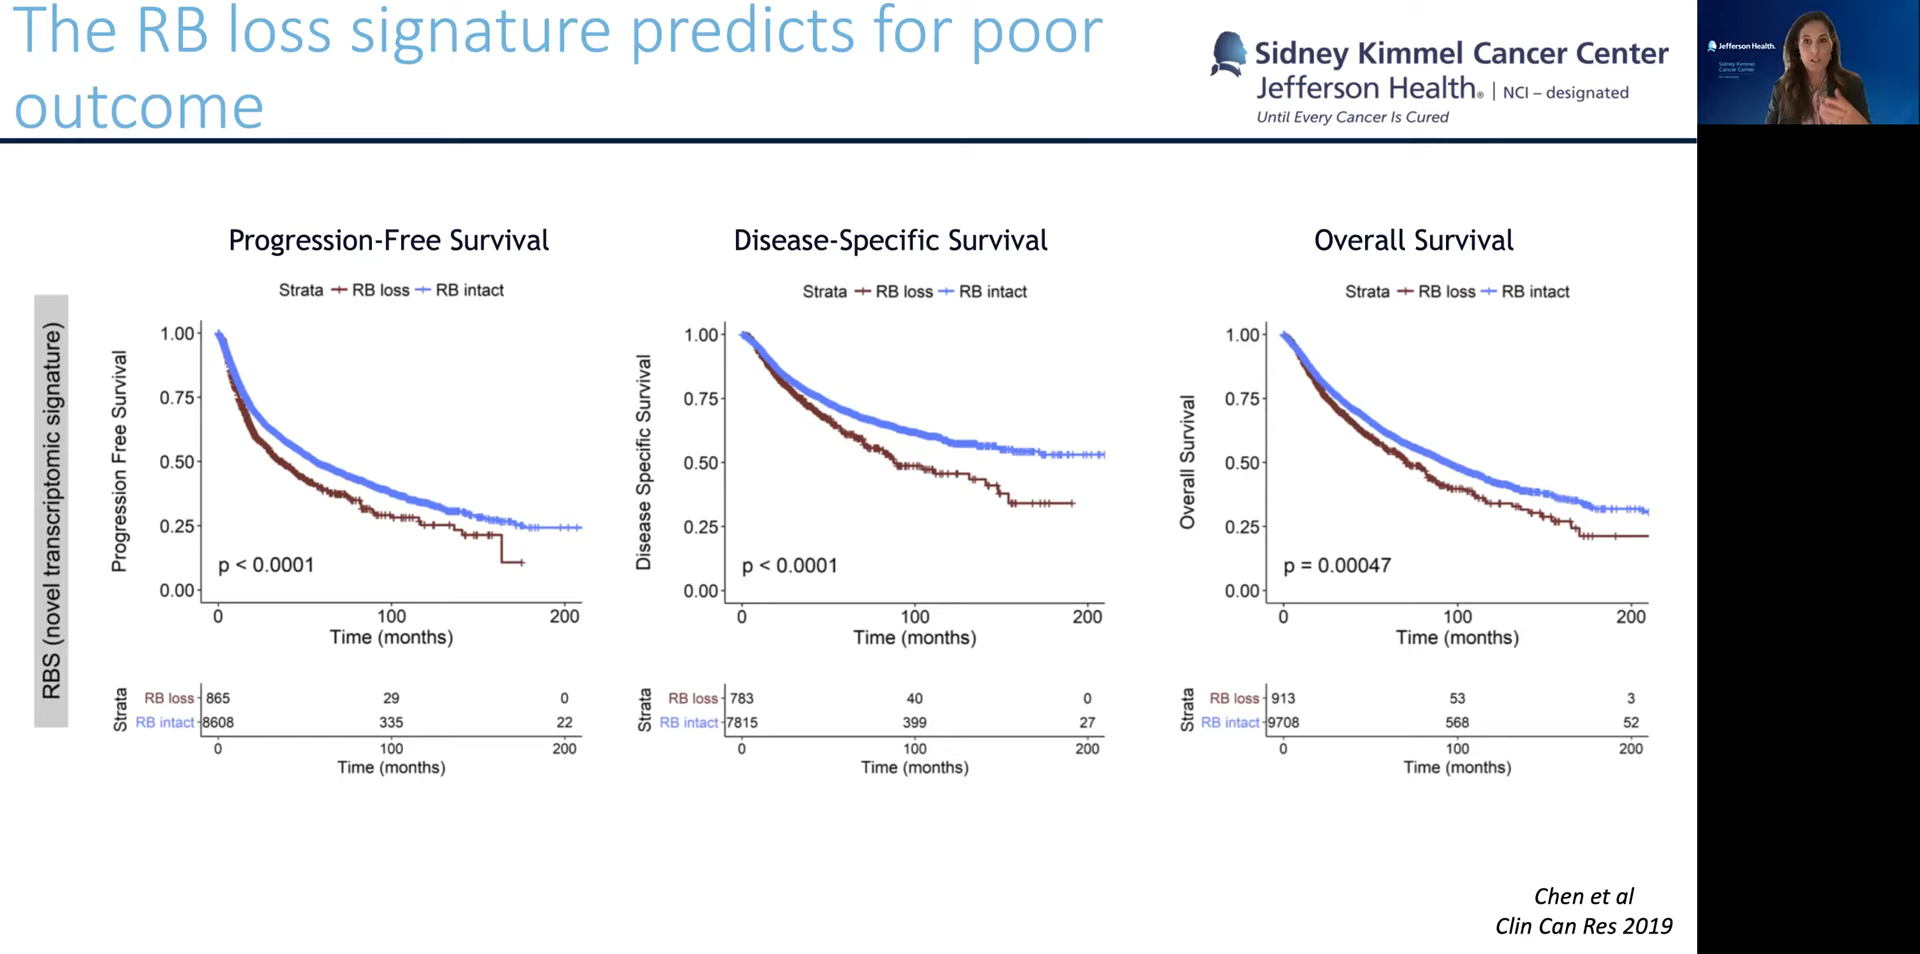 The RB loss signature predicts for poor
outcome
Sidney Kimmel Cancer Center
Jefferson Health® | NCI – designated
Until Every Cancer Is Cured
Jefferson Health.
Sidney Kimmel
Cancer Center
RBS (novel transcriptomic signature)
Progression-Free Survival
Strata RB loss RB intact
Progression Free Survival
1.00
0.75
0.50
0.25
0.00
p < 0.0001
0 100 200
Time (months)
Strata
RB loss 865 29 0
RB intact 8608 335 22
0 100 200
Time (months)
Disease-Specific Survival
Strata RB loss RB intact
Disease Specific Survival
1.00
0.75
0.50
0.25
0.00
p < 0.0001
0 100 200
Time (months)
Strata
RB loss 783 40 0
RB intact 7815 399 27
0 100 200
Time (months)
Overall Survival
Strata RB loss RB intact
Overall Survival
1.00
0.75
0.50
0.25
0.00
p = 0.00047
0 100 200
Time (months)
Strata
RB loss 913 53 3
RB intact 9708 568 52
0 100 200
Time (months)
Chen et al
Clin Can Res 2019